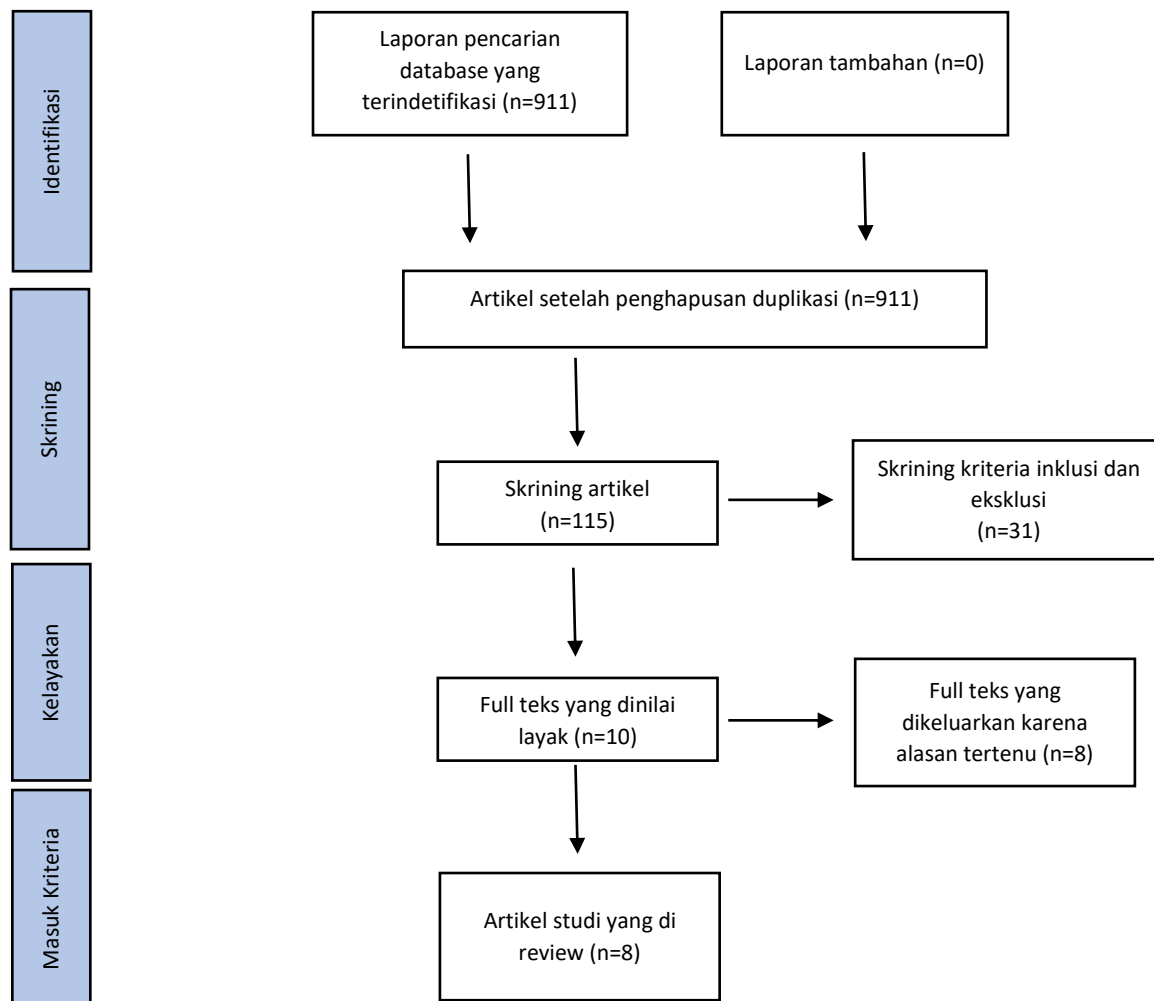 Identifikasi
Laporan pencarian
database yang
terindetifikasi (n=911)
Laporan tambahan (n=0)
Artikel setelah penghapusan duplikasi (n=911)
Skrining
Skrining artikel
(n=115)
Skrining kriteria inklusi dan
eksklusi
(n=31)
Kelayakan
Full teks yang dinilai
layak (n=10)
Full teks yang
dikeluarkan karena
alasan tertenu (n=8)
Masuk Kriteria
Artikel studi yang di
review (n=8)